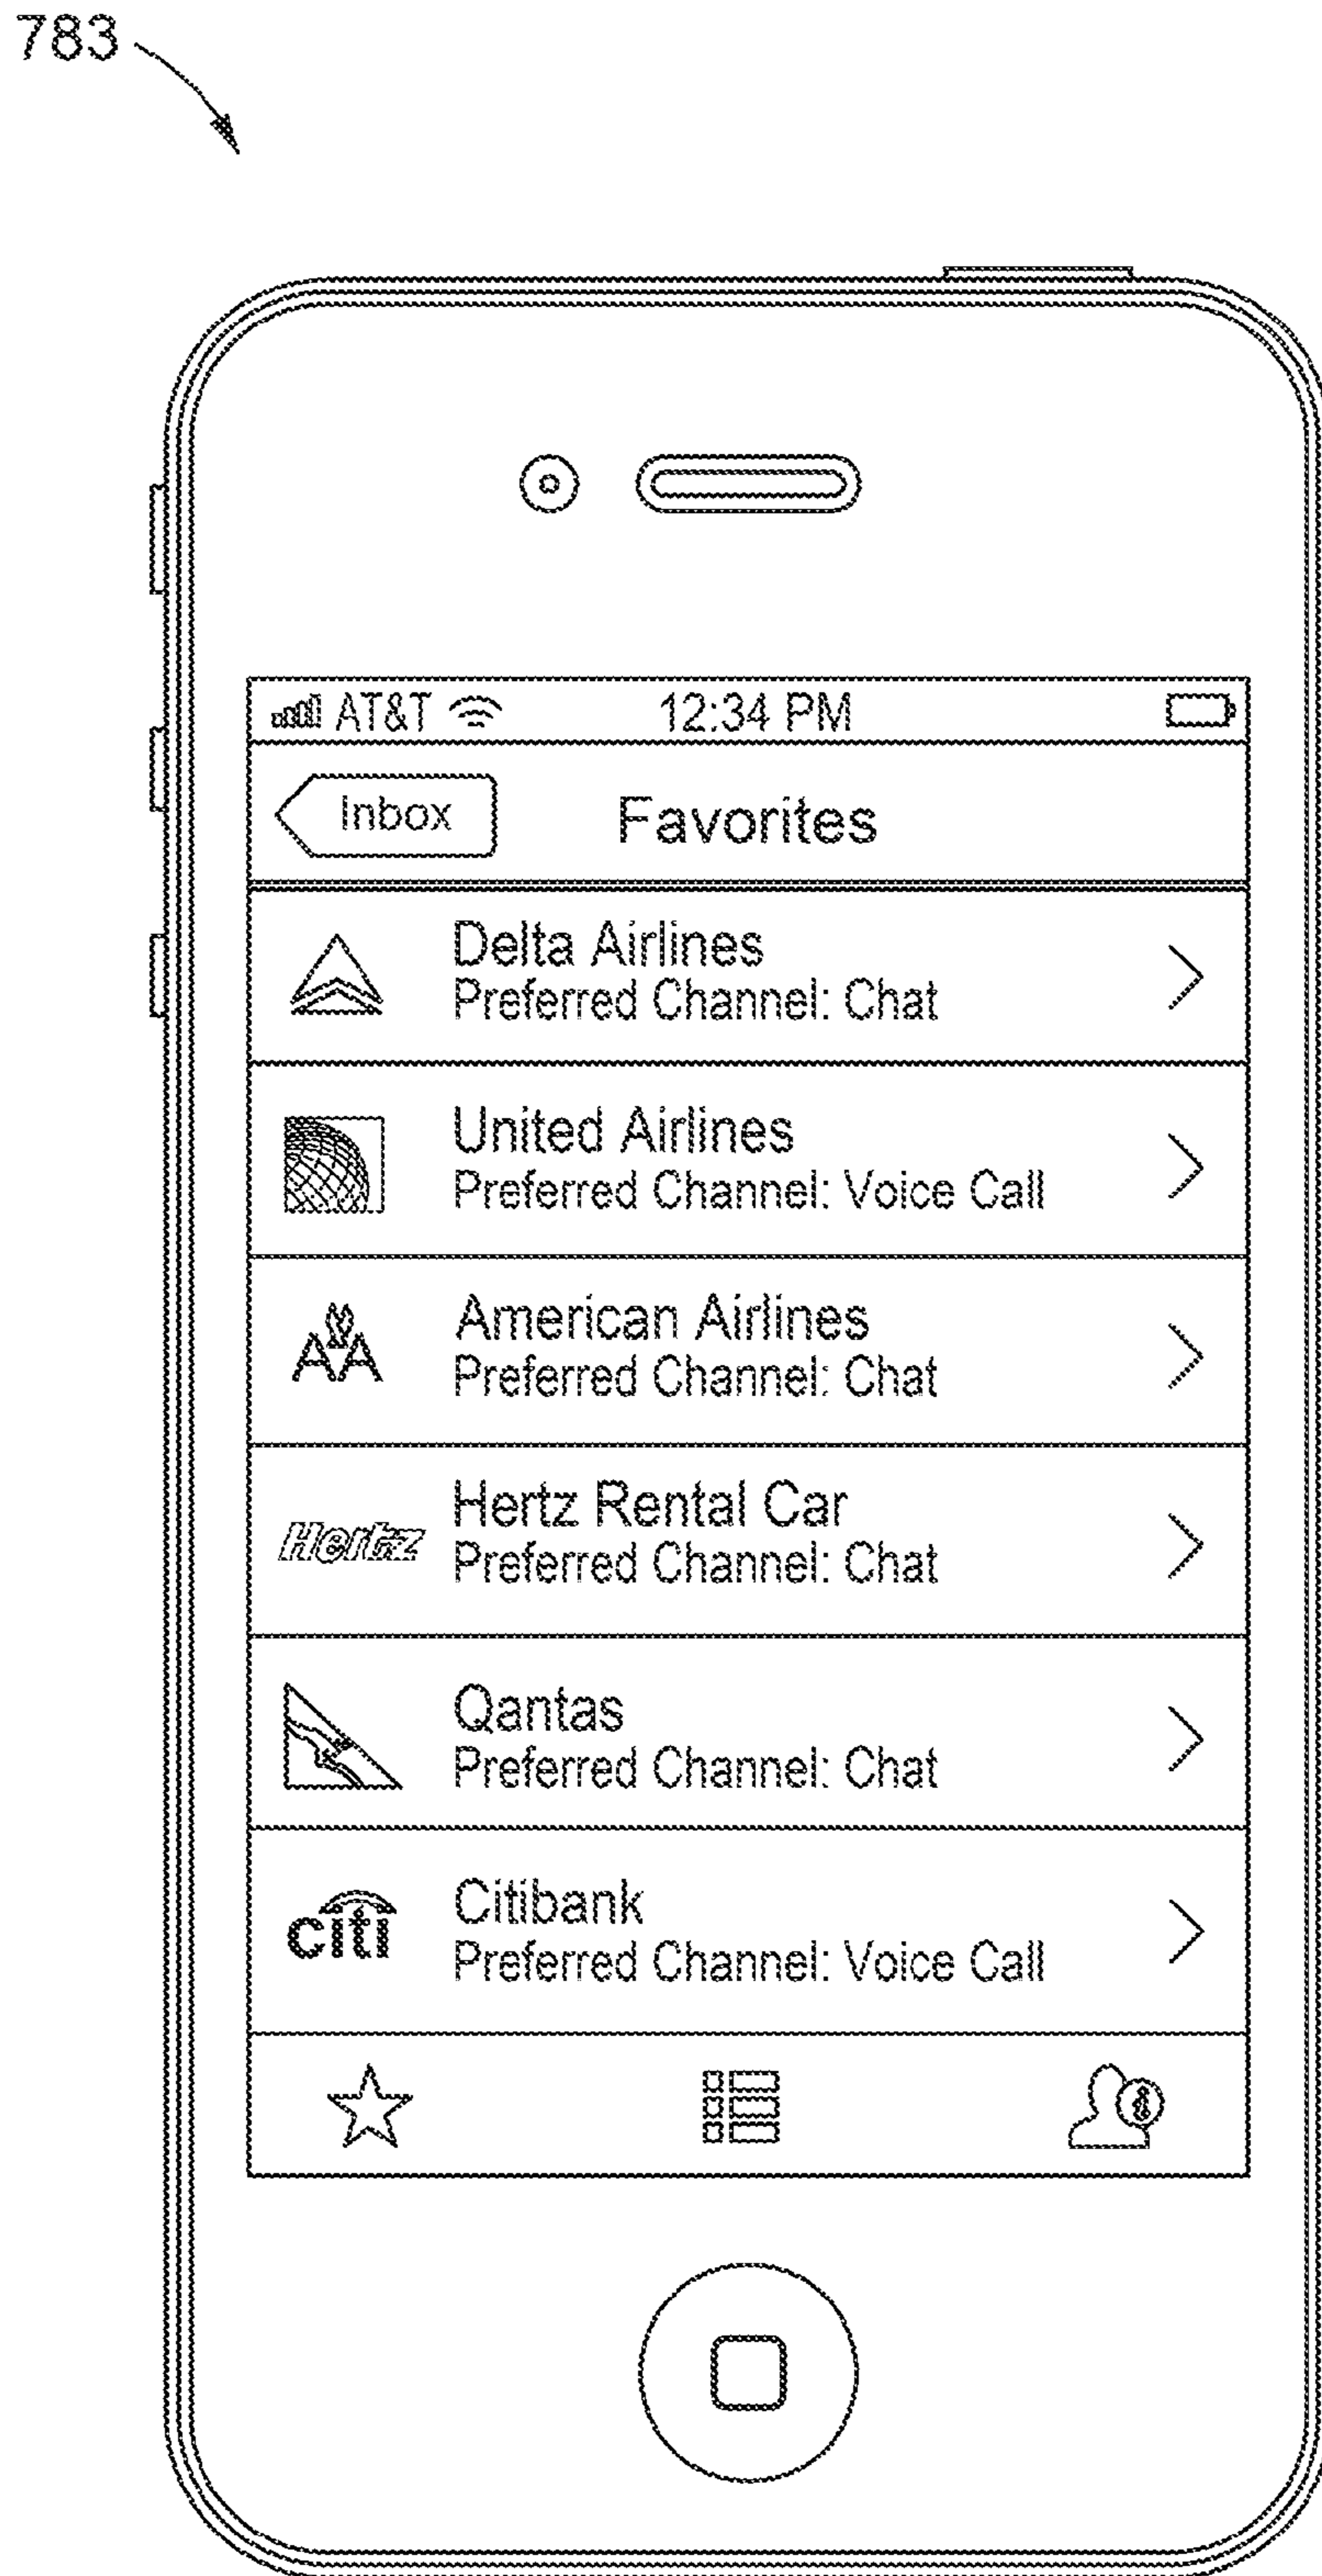 783
AT&T 12:34 PM
Inbox Favorites
Delta Airlines
Preferred Channel: Chat
United Airlines
Preferred Channel: Voice Call
AA American Airlines
Preferred Channel: Chat
Hertz Hertz Rental Car
Preferred Channel: Chat
Qantas
Preferred Channel: Chat
citi Citibank
Preferred Channel: Voice Call